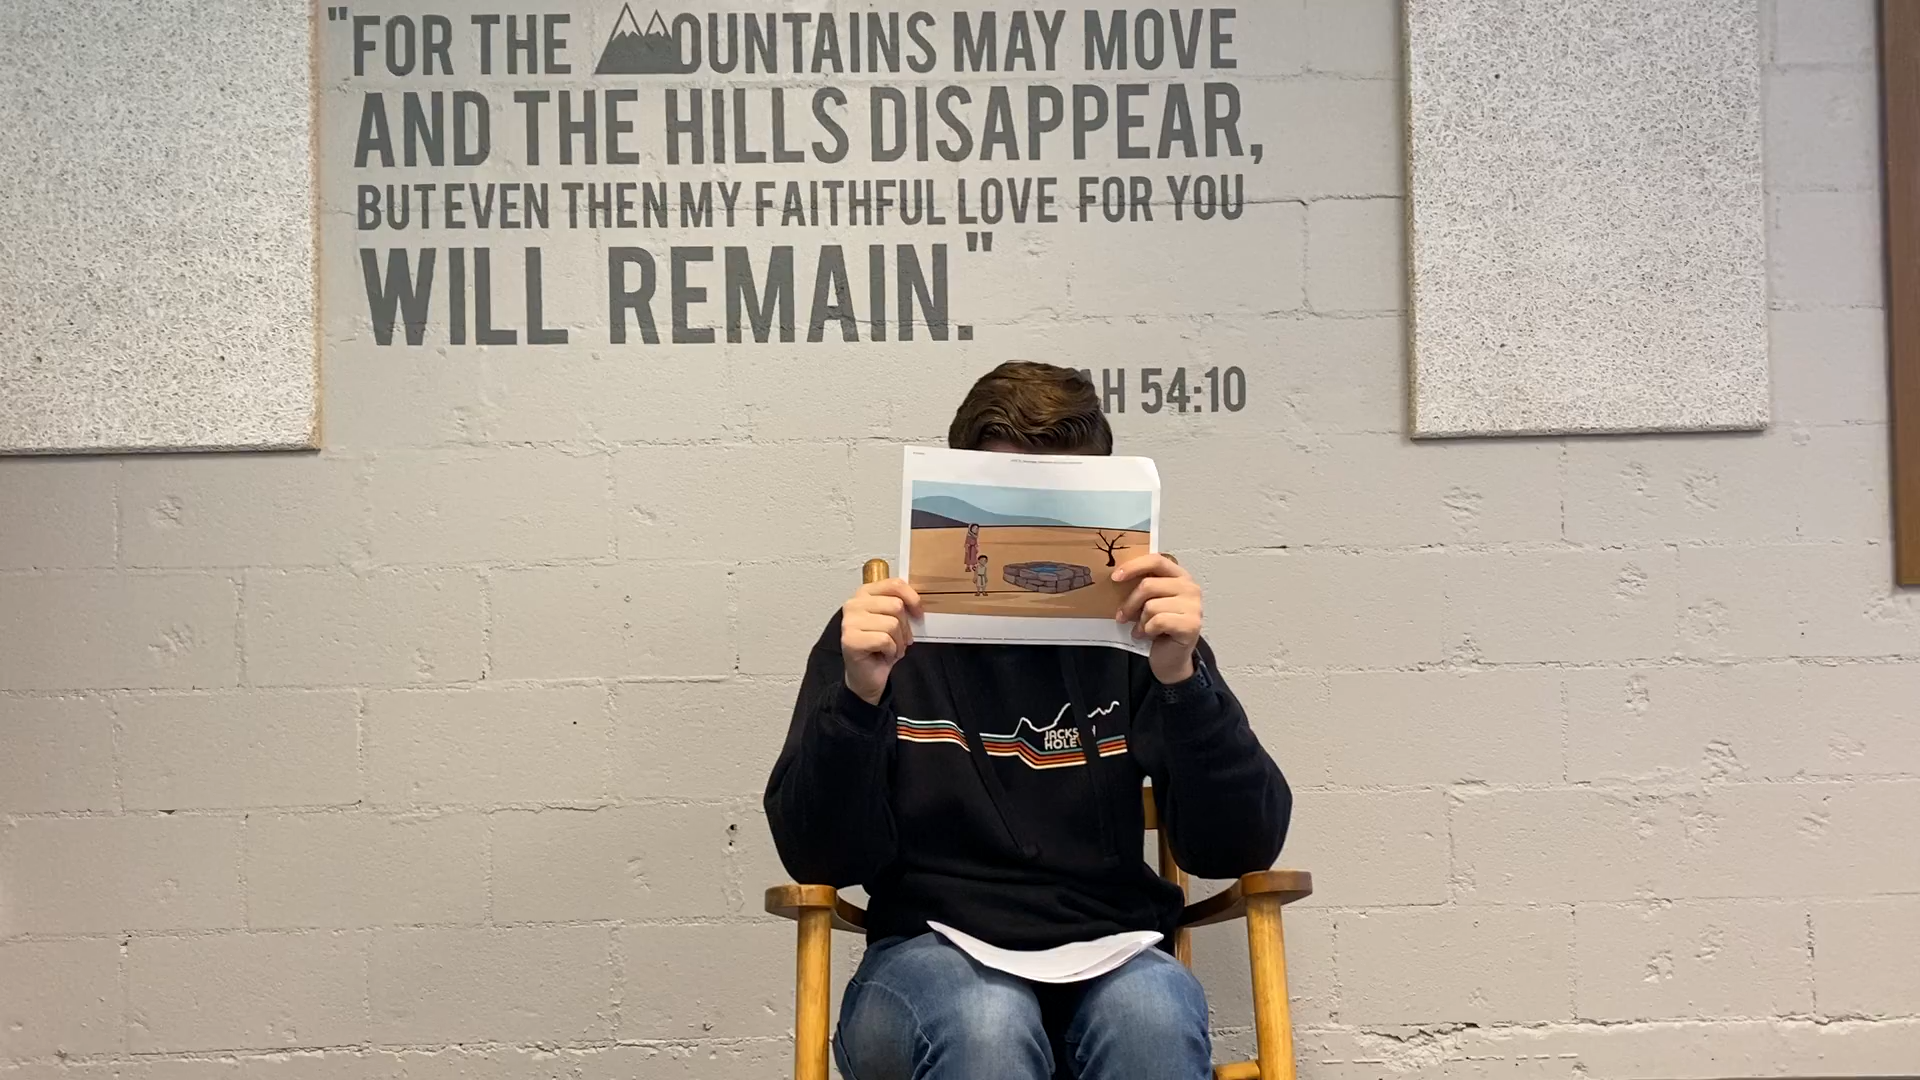 "FOR THE MOUNTAINS MAY MOVE
AND THE HILLS DISAPPEAR,
BUT EVEN THEN MY FAITHFUL LOVE FOR YOU
WILL REMAIN."
AH 54:10
HOLE